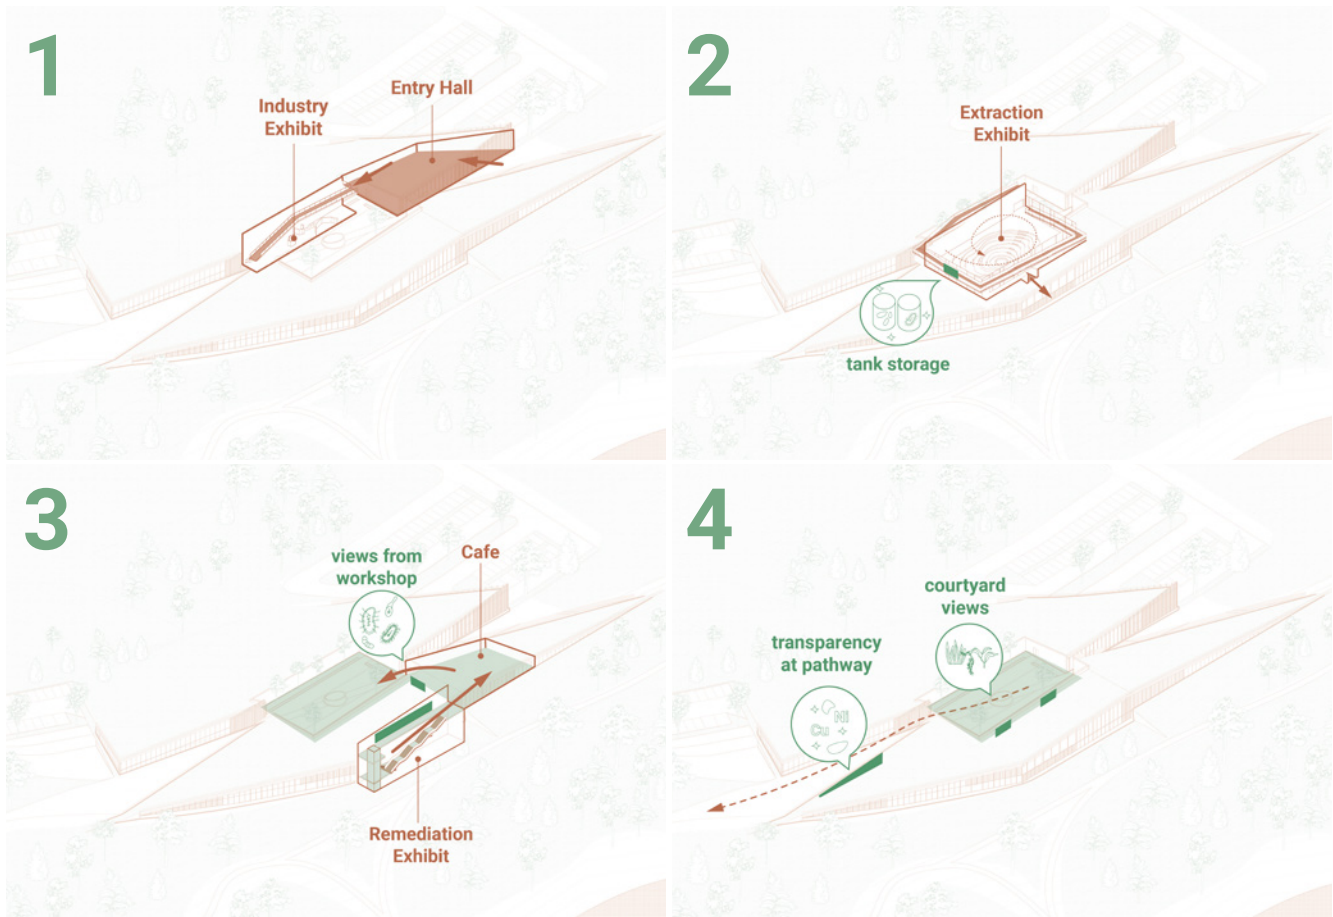 1
Entry Hall
Industry
Exhibit
2
Extraction
Exhibit
tank storage
3
views from
workshop
Cafe
Remediation
Exhibit
4
courtyard
views
transparency
at pathway
Ni
Cu